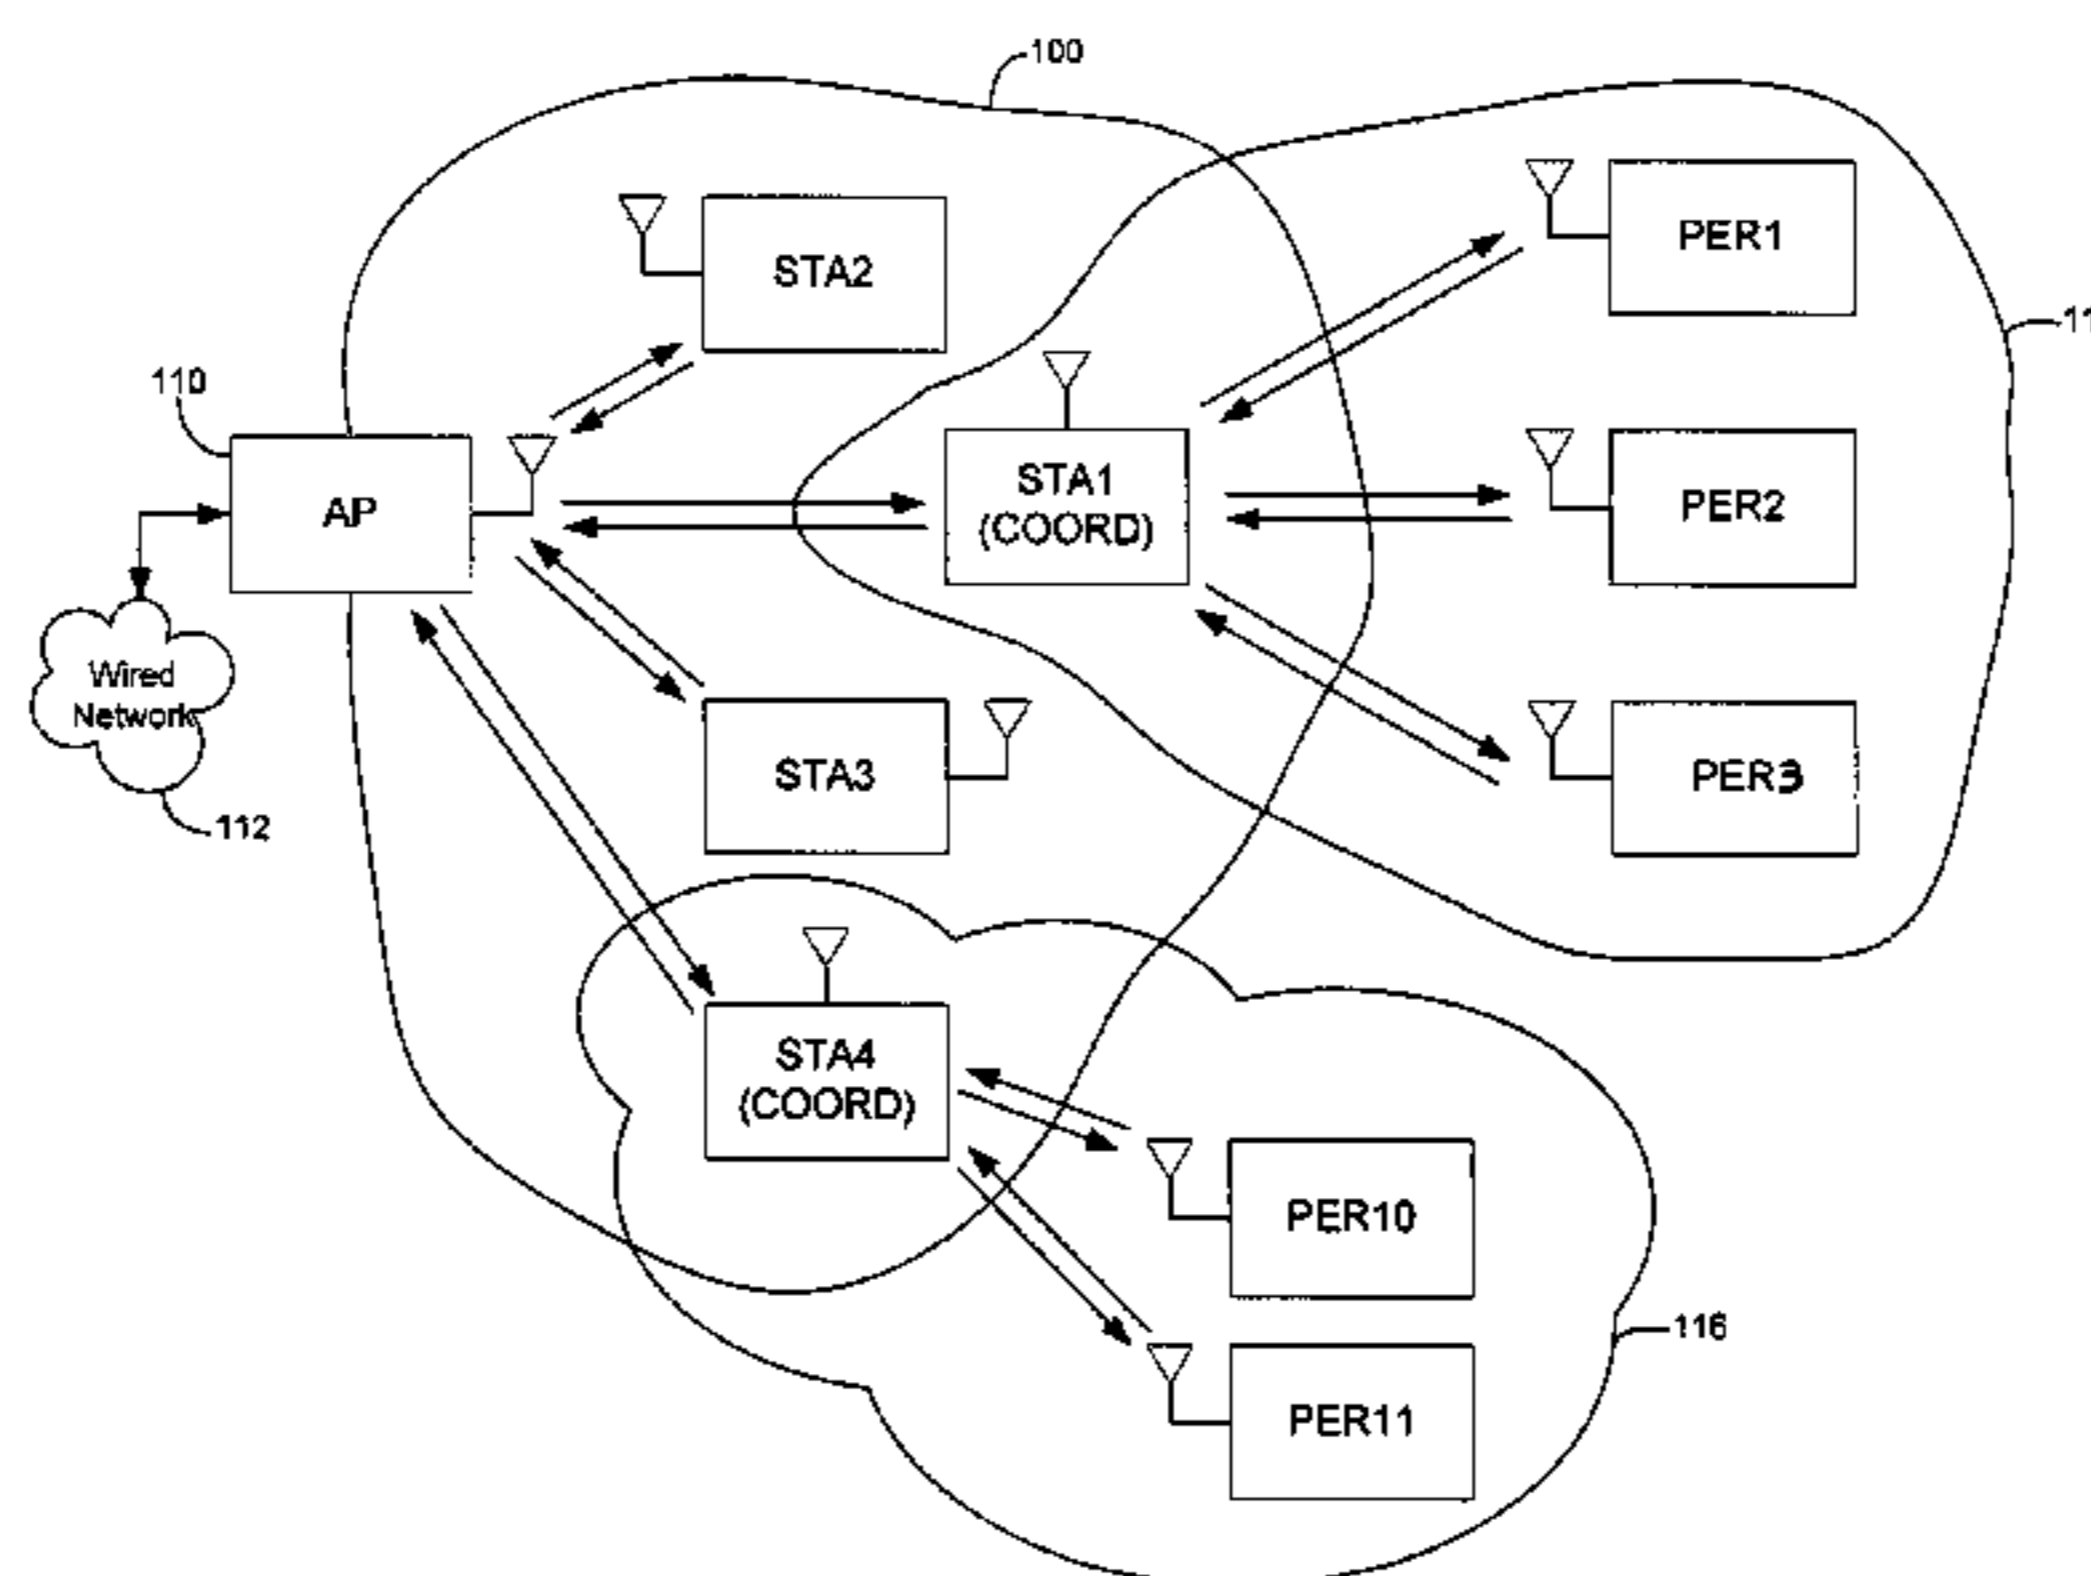 100
STA2
PER1
110
AP
STA1
(COORD)
PER2
Wired
Network
112
STA3
PER3
STA4
(COORD)
PER10
116
PER11